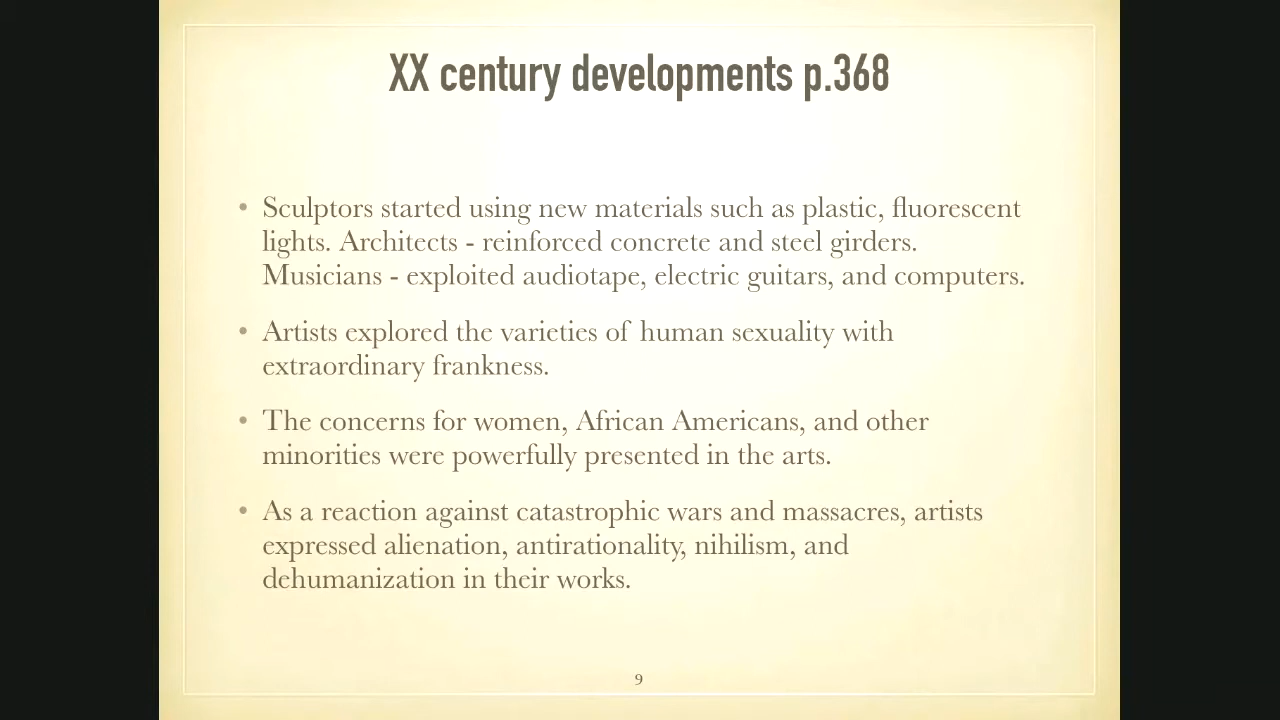 XX century developments p.368
• Sculptors started using new materials such as plastic, fluorescent
lights. Architects - reinforced concrete and steel girders.
Musicians - exploited audiotape, electric guitars, and computers.
• Artists explored the varieties of human sexuality with
extraordinary frankness.
• The concerns for women, African Americans, and other
minorities were powerfully presented in the arts.
• As a reaction against catastrophic wars and massacres, artists
expressed alienation, antirationality, nihilism, and
dehumanization in their works.
9